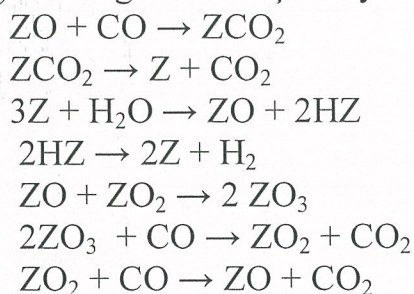 ZO + CO → ZCO₂
ZCO₂ → Z + CO₂
3Z + H₂O → ZO + 2HZ
2HZ → 2Z + H₂
ZO + ZO₂ → 2 ZO₃
2ZO₃ + CO → ZO₂ + CO₂
ZO₂ + CO → ZO + CO₂